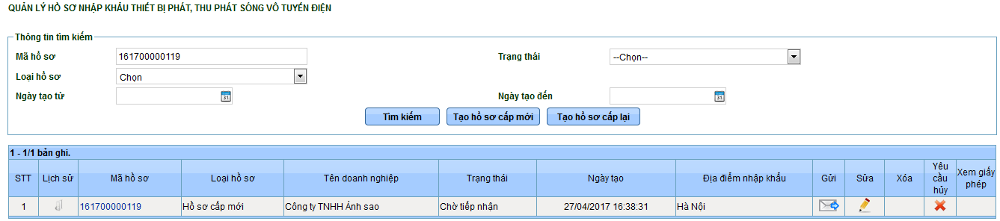 QUẢN LÝ HỒ SƠ NHẬP KHẨU THIẾT BỊ PHÁT, THU PHÁT SÓNG VÔ TUYẾN ĐIỆN
Thông tin tìm kiếm
Mã hồ sơ 161700000119 Trạng thái --Chọn--
Loại hồ sơ Chọn
Ngày tạo từ 31 Ngày tạo đến 31
Tìm kiếm Tạo hồ sơ cấp mới Tạo hồ sơ cấp lại
1 - 1/1 bản ghi.
STT Lịch sử Mã hồ sơ Loại hồ sơ Tên doanh nghiệp Trạng thái Ngày tạo Địa điểm nhập khẩu Gửi Sửa Xóa Yêu cầu hủy Xem giấy phép
1 161700000119 Hồ sơ cấp mới Công ty TNHH Ánh sao Chờ tiếp nhận 27/04/2017 16:38:31 Hà Nội